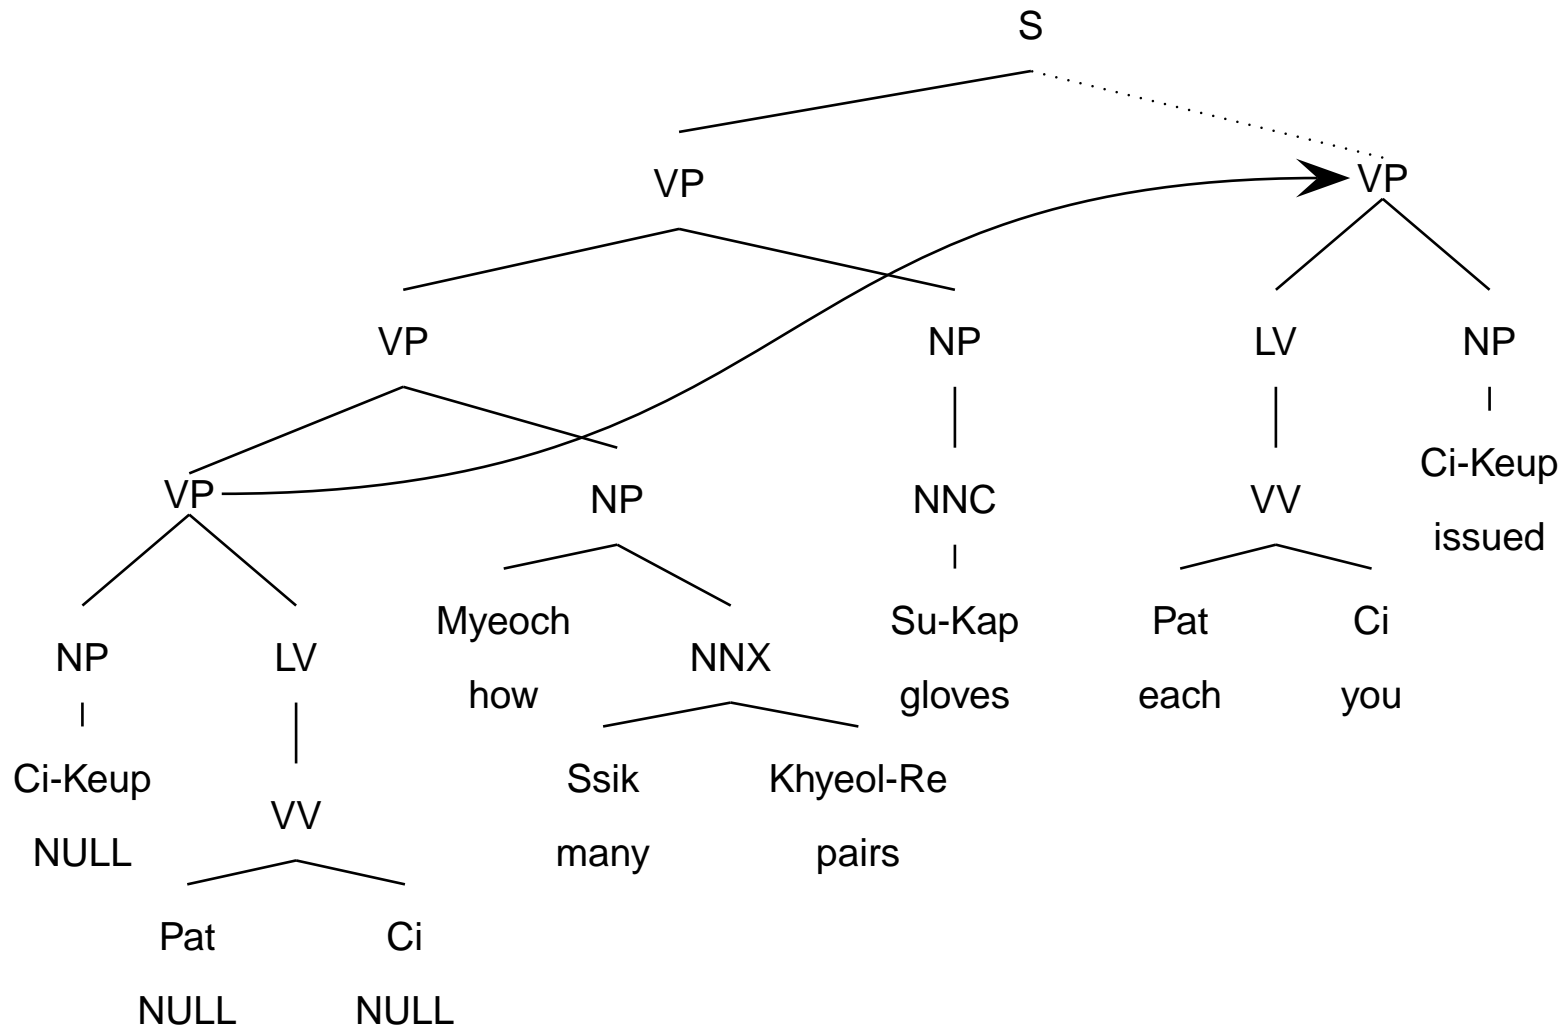 S
VP VP
VP NP LV NP
VP NP NNC VV Ci-Keup
issued
NP LV Myeoch NNX Su-Kap Pat Ci
how gloves each you
Ci-Keup VV Ssik Khyeol-Re
NULL many pairs
Pat Ci
NULL NULL